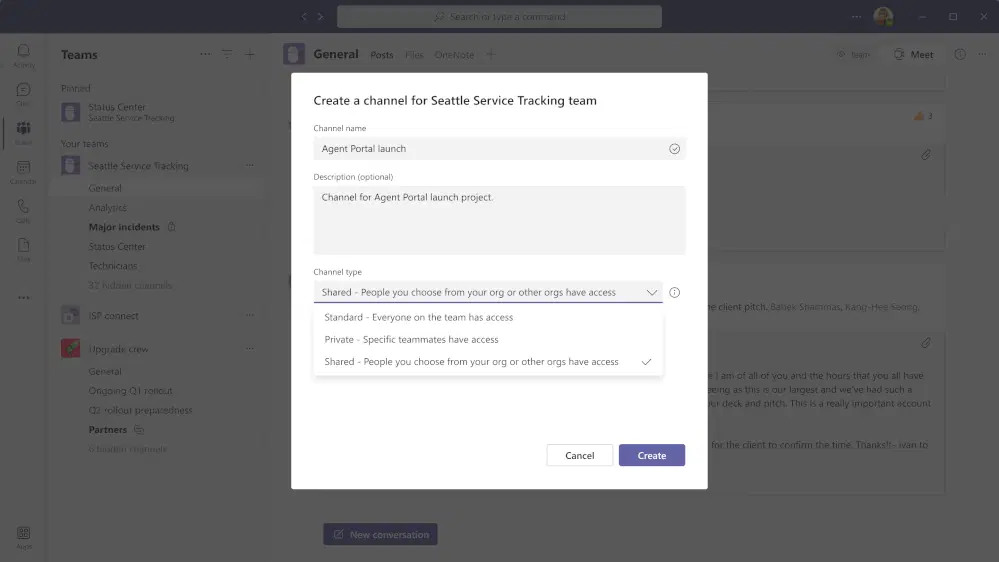 Search or type a command
Activity
Chat
Teams
Calendar
Calls
Files
Apps
Teams
Pinned
Status Center
Seattle Service Tracking
Your teams
Seattle Service Tracking
General
Analytics
Major incidents
Status Center
Technicians
32 hidden channels
ISP connect
Upgrade crew
General
Ongoing Q1 rollout
Q2 rollout preparedness
Partners
6 hidden channels
General
Posts
Files
OneNote
Team
Meet
3
Create a channel for Seattle Service Tracking team
Channel name
Agent Portal launch
Description (optional)
Channel for Agent Portal launch project.
Channel type
Shared - People you choose from your org or other orgs have access
Standard - Everyone on the team has access
Private - Specific teammates have access
Shared - People you choose from your org or other orgs have access
Cancel
Create
he client pitch, Babek Shammas, Kang-Hee Seong,
I am of all of you and the hours that you all have
eeing as this is our largest and we've had such a
ur deck and pitch. This is a really important account
for the client to confirm the time. Thanks!!
New conversation